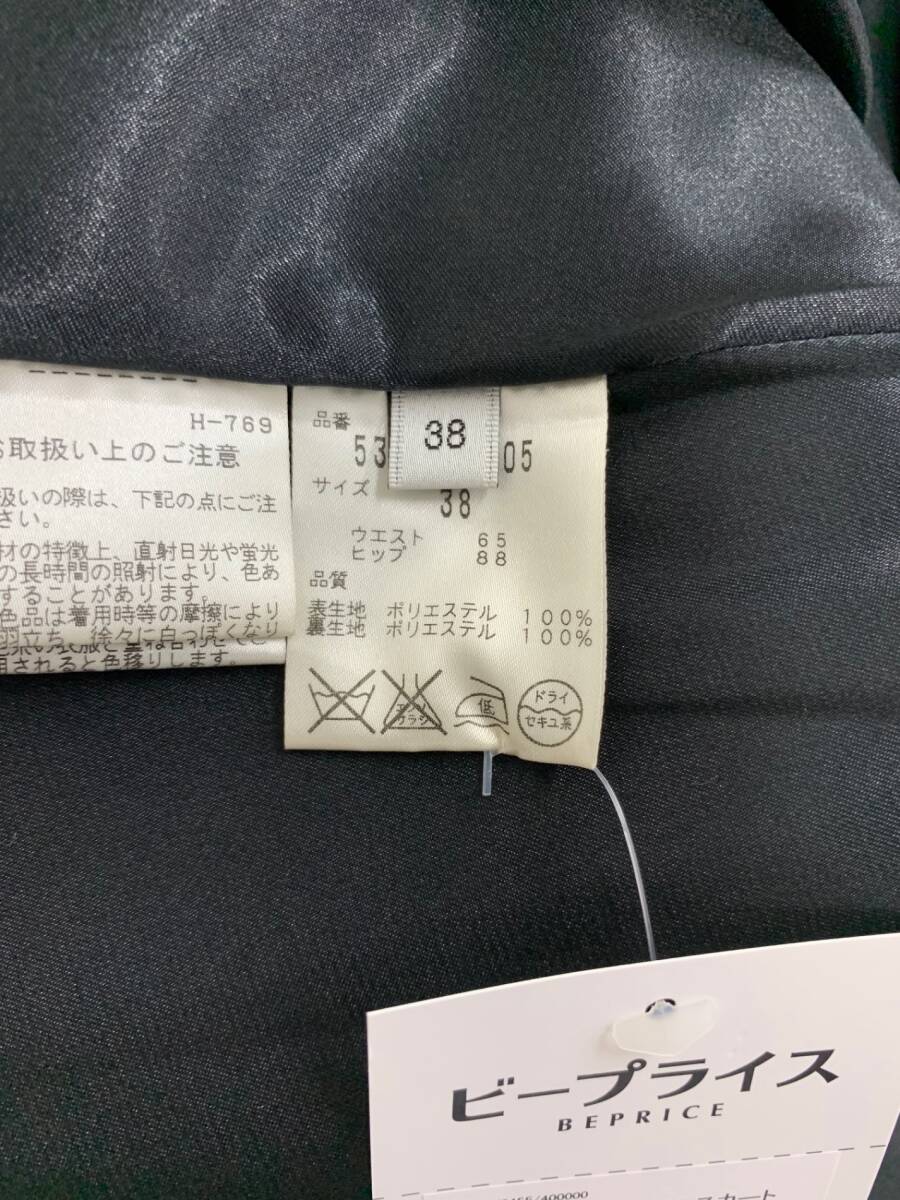 H-769
取扱い上のご注意
扱いの際は、下記の点にご注
さい。
材の特徴上、直射日光や蛍光
の長時間の照射により、色あ
することがあります。
色品は着用時等の摩擦により
羽立ち、徐々に白っぽくなり
用されると色移りします。
品番
38
53 05
サイズ
38
ウエスト 65
ヒップ 88
品質
表生地 ポリエステル 100%
裏生地 ポリエステル 100%
エンソ
サラシ
低
ドライ
セキユ系
ビープライス
BEPRICE
/400000
スカート